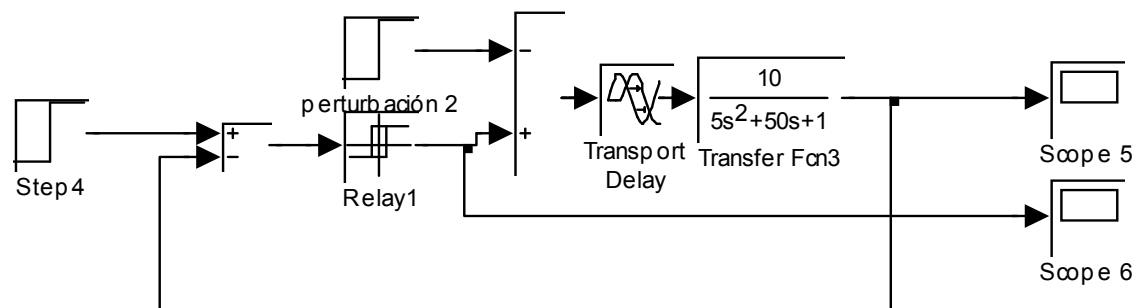 perturbación 2
Step4
+
−
Relay1
−
+
Transport
Delay
10
5s²+50s+1
Transfer Fcn3
Scope 5
Scope 6